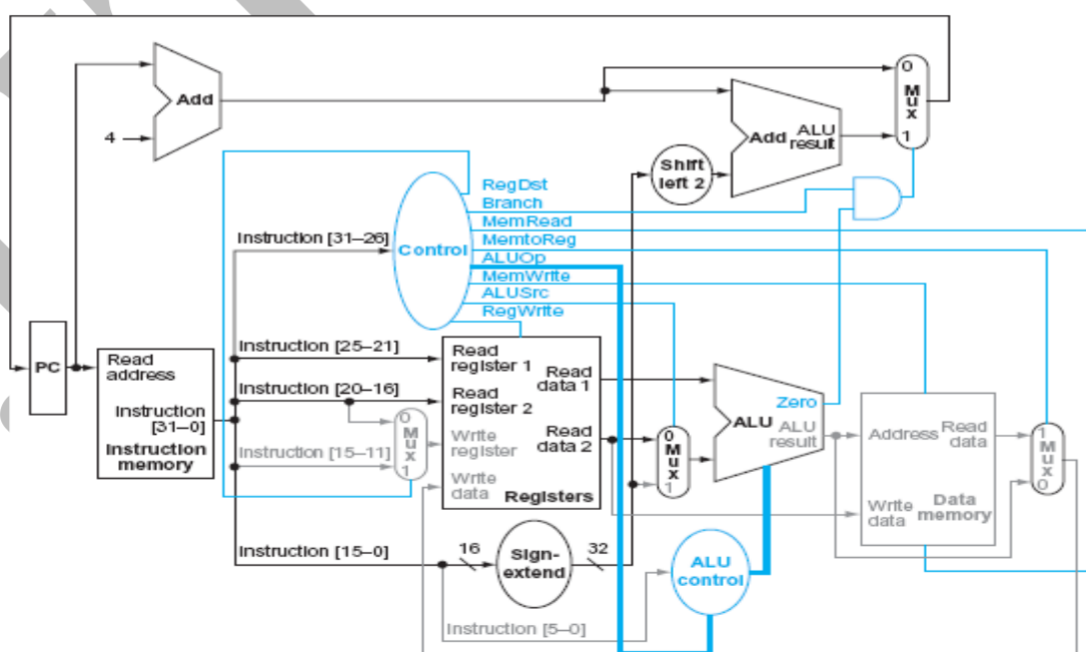 Add
4
0
Mux
1
Add
ALU
result
Shift
left 2
RegDst
Branch
MemRead
MemtoReg
ALUOp
MemWrite
ALUSrc
RegWrite
Control
Instruction [31–26]
PC
Read
address
Instruction
[31–0]
Instruction
memory
Instruction [25–21]
Instruction [20–16]
Instruction [15–11]
Instruction [15–0]
0
Mux
1
Read
register 1
Read
register 2
Write
register
Write
data
Read
data 1
Read
data 2
Registers
0
Mux
1
Zero
ALU
ALU
result
Address
Read
data
Write
data
Data
memory
1
Mux
0
16
Sign-
extend
32
ALU
control
Instruction [5–0]